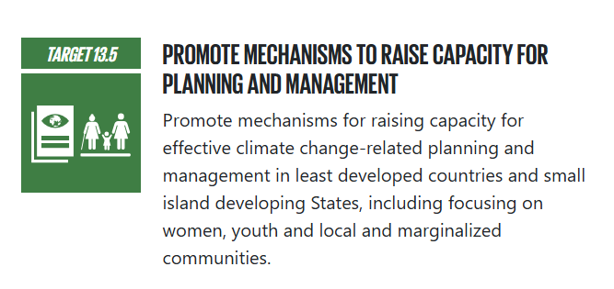 TARGET 13.5
PROMOTE MECHANISMS TO RAISE CAPACITY FOR
PLANNING AND MANAGEMENT
Promote mechanisms for raising capacity for
effective climate change-related planning and
management in least developed countries and small
island developing States, including focusing on
women, youth and local and marginalized
communities.